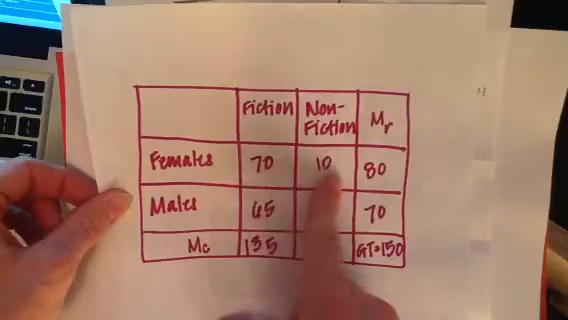 Fiction Non-Fiction Mr
Females 70 10 80
Males 65 70
Mc 135 GT=150